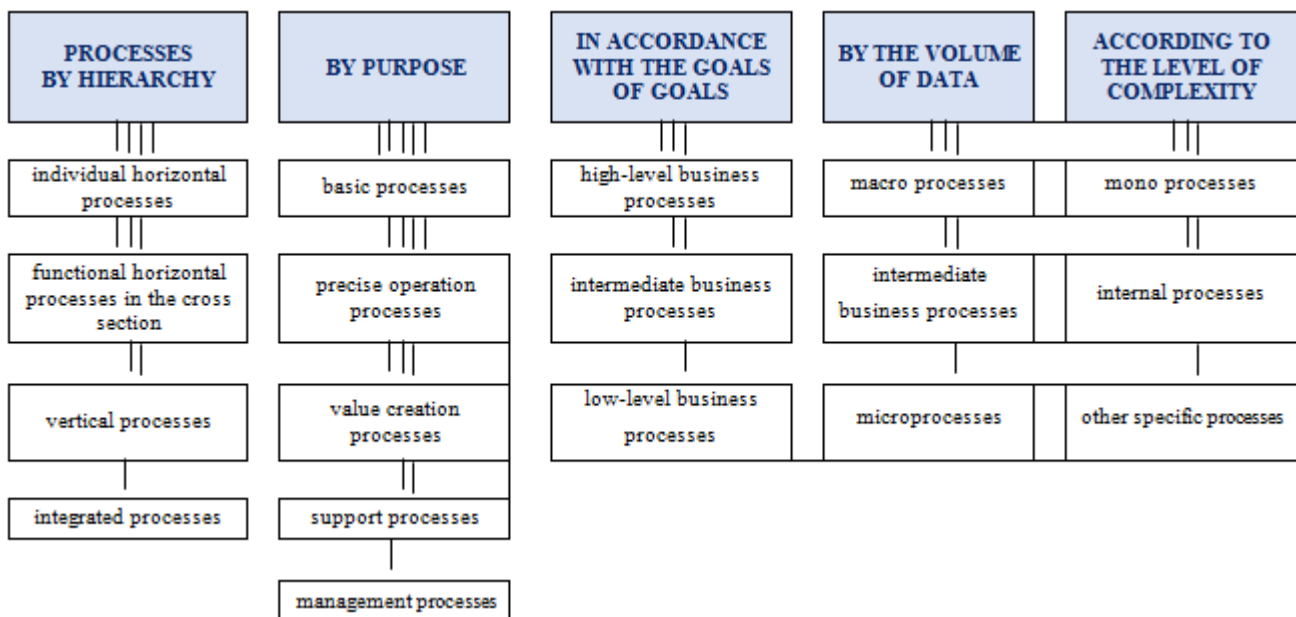 PROCESSES
BY HIERARCHY
individual horizontal
processes
functional horizontal
processes in the cross
section
vertical processes
integrated processes
BY PURPOSE
basic processes
precise operation
processes
value creation
processes
support processes
management processes
IN ACCORDANCE
WITH THE GOALS
OF GOALS
high-level business
processes
intermediate business
processes
low-level business
processes
BY THE VOLUME
OF DATA
macro processes
intermediate
business processes
microprocesses
ACCORDING TO
THE LEVEL OF
COMPLEXITY
mono processes
internal processes
other specific processes